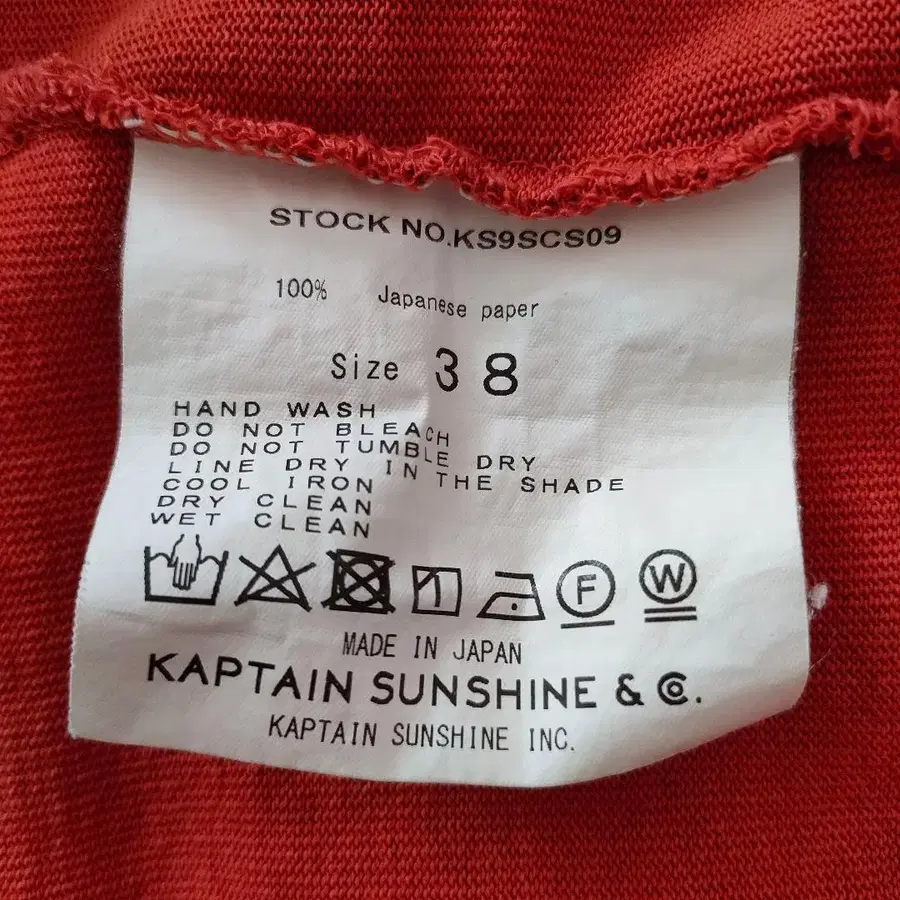 STOCK NO.KS9SCS09
100% Japanese paper
Size 38
HAND WASH
DO NOT BLEACH
DO NOT TUMBLE DRY
LINE DRY IN THE SHADE
COOL IRON
DRY CLEAN
WET CLEAN
F W
MADE IN JAPAN
KAPTAIN SUNSHINE & Co.
KAPTAIN SUNSHINE INC.